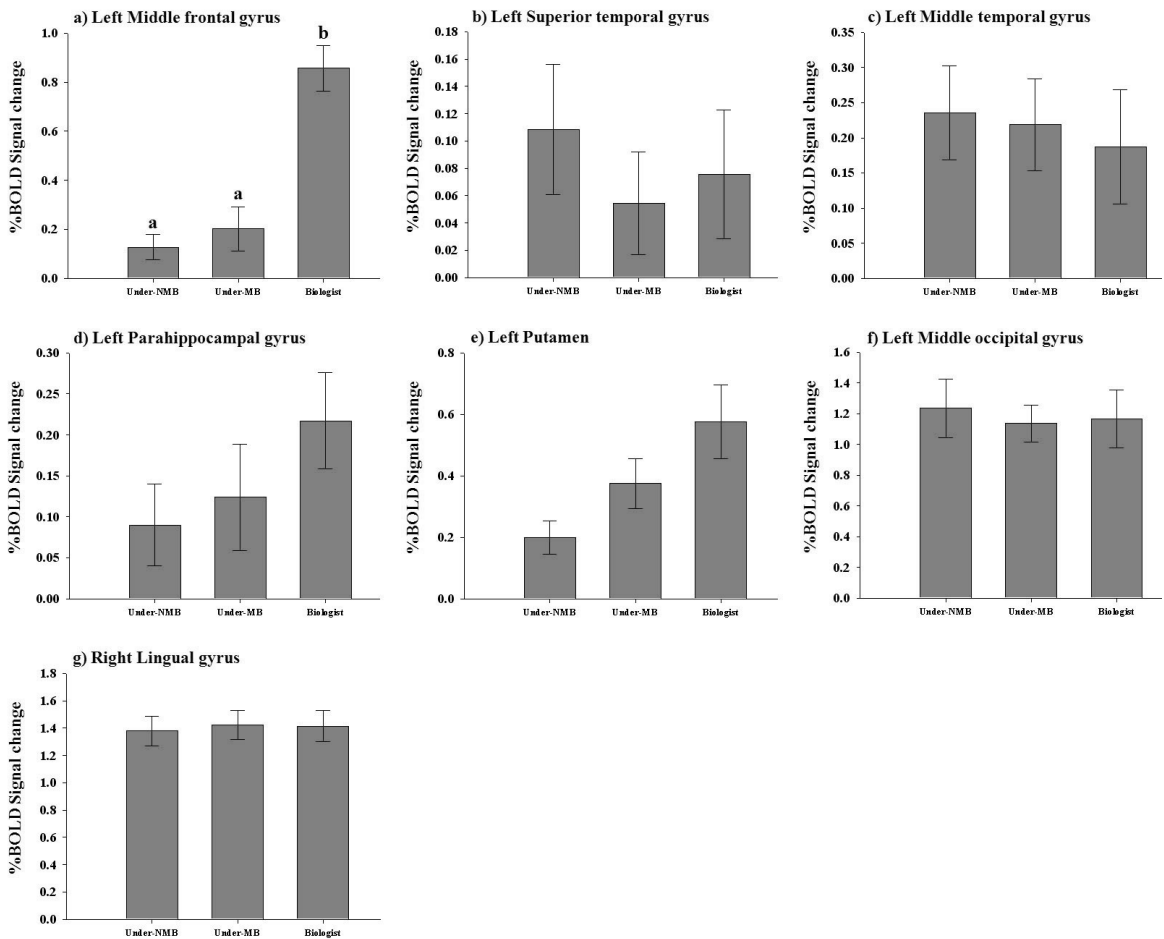 a) Left Middle frontal gyrus
%BOLD Signal change
1.0
0.8
0.6
0.4
0.2
0.0
a
a
b
Under-NMB
Under-MB
Biologist
b) Left Superior temporal gyrus
%BOLD Signal change
0.16
0.14
0.12
0.10
0.08
0.06
0.04
0.02
0.00
Under-NMB
Under-MB
Biologist
c) Left Middle temporal gyrus
%BOLD Signal change
0.35
0.30
0.25
0.20
0.15
0.10
0.05
0.00
Under-NMB
Under-MB
Biologist
d) Left Parahippocampal gyrus
%BOLD Signal change
0.30
0.25
0.20
0.15
0.10
0.05
0.00
Under-NMB
Under-MB
Biologist
e) Left Putamen
%BOLD Signal change
0.8
0.6
0.4
0.2
0.0
Under-NMB
Under-MB
Biologist
f) Left Middle occipital gyrus
%BOLD Signal change
1.6
1.4
1.2
1.0
0.8
0.6
0.4
0.2
0.0
Under-NMB
Under-MB
Biologist
g) Right Lingual gyrus
%BOLD Signal change
1.8
1.6
1.4
1.2
1.0
0.8
0.6
0.4
0.2
0.0
Under-NMB
Under-MB
Biologist